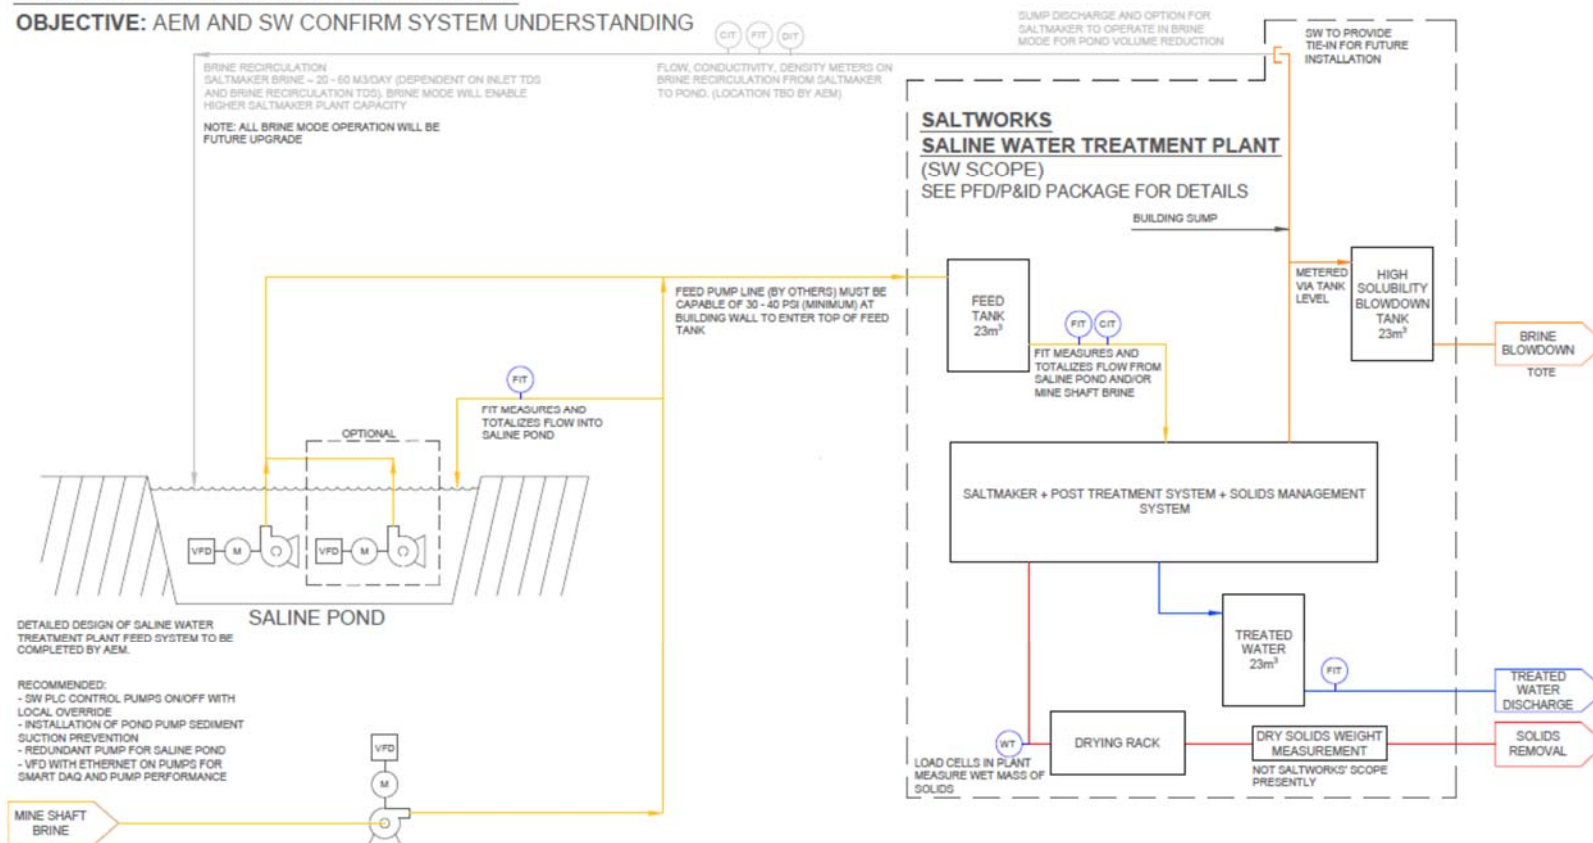 OBJECTIVE: AEM AND SW CONFIRM SYSTEM UNDERSTANDING
CIT
FIT
DIT
SUMP DISCHARGE AND OPTION FOR
SALTMAKER TO OPERATE IN BRINE
MODE FOR POND VOLUME REDUCTION
SW TO PROVIDE
TIE-IN FOR FUTURE
INSTALLATION
BRINE RECIRCULATION
SALTMAKER BRINE ~ 20 - 60 M3/DAY (DEPENDENT ON INLET TDS
AND BRINE RECIRCULATION TDS). BRINE MODE WILL ENABLE
HIGHER SALTMAKER PLANT CAPACITY
NOTE: ALL BRINE MODE OPERATION WILL BE
FUTURE UPGRADE
FLOW, CONDUCTIVITY, DENSITY METERS ON
BRINE RECIRCULATION FROM SALTMAKER
TO POND. (LOCATION TBD BY AEM)
SALTWORKS
SALINE WATER TREATMENT PLANT
(SW SCOPE)
SEE PFD/P&ID PACKAGE FOR DETAILS
BUILDING SUMP
FEED PUMP LINE (BY OTHERS) MUST BE
CAPABLE OF 30 - 40 PSI (MINIMUM) AT
BUILDING WALL TO ENTER TOP OF FEED
TANK
FEED
TANK
23m³
METERED
VIA TANK
LEVEL
HIGH
SOLUBILITY
BLOWDOWN
TANK
23m³
BRINE
BLOWDOWN
TOTE
FIT
CIT
FIT MEASURES AND
TOTALIZES FLOW FROM
SALINE POND AND/OR
MINE SHAFT BRINE
FIT
FIT MEASURES AND
TOTALIZES FLOW INTO
SALINE POND
OPTIONAL
VFD
M
VFD
M
SALINE POND
SALTMAKER + POST TREATMENT SYSTEM + SOLIDS MANAGEMENT
SYSTEM
DETAILED DESIGN OF SALINE WATER
TREATMENT PLANT FEED SYSTEM TO BE
COMPLETED BY AEM.
RECOMMENDED:
- SW PLC CONTROL PUMPS ON/OFF WITH
LOCAL OVERRIDE
- INSTALLATION OF POND PUMP SEDIMENT
SUCTION PREVENTION
- REDUNDANT PUMP FOR SALINE POND
- VFD WITH ETHERNET ON PUMPS FOR
SMART DAQ AND PUMP PERFORMANCE
TREATED
WATER
23m³
FIT
TREATED
WATER
DISCHARGE
WT
LOAD CELLS IN PLANT
MEASURE WET MASS OF
SOLIDS
DRYING RACK
DRY SOLIDS WEIGHT
MEASUREMENT
NOT SALTWORKS' SCOPE
PRESENTLY
SOLIDS
REMOVAL
VFD
M
MINE SHAFT
BRINE